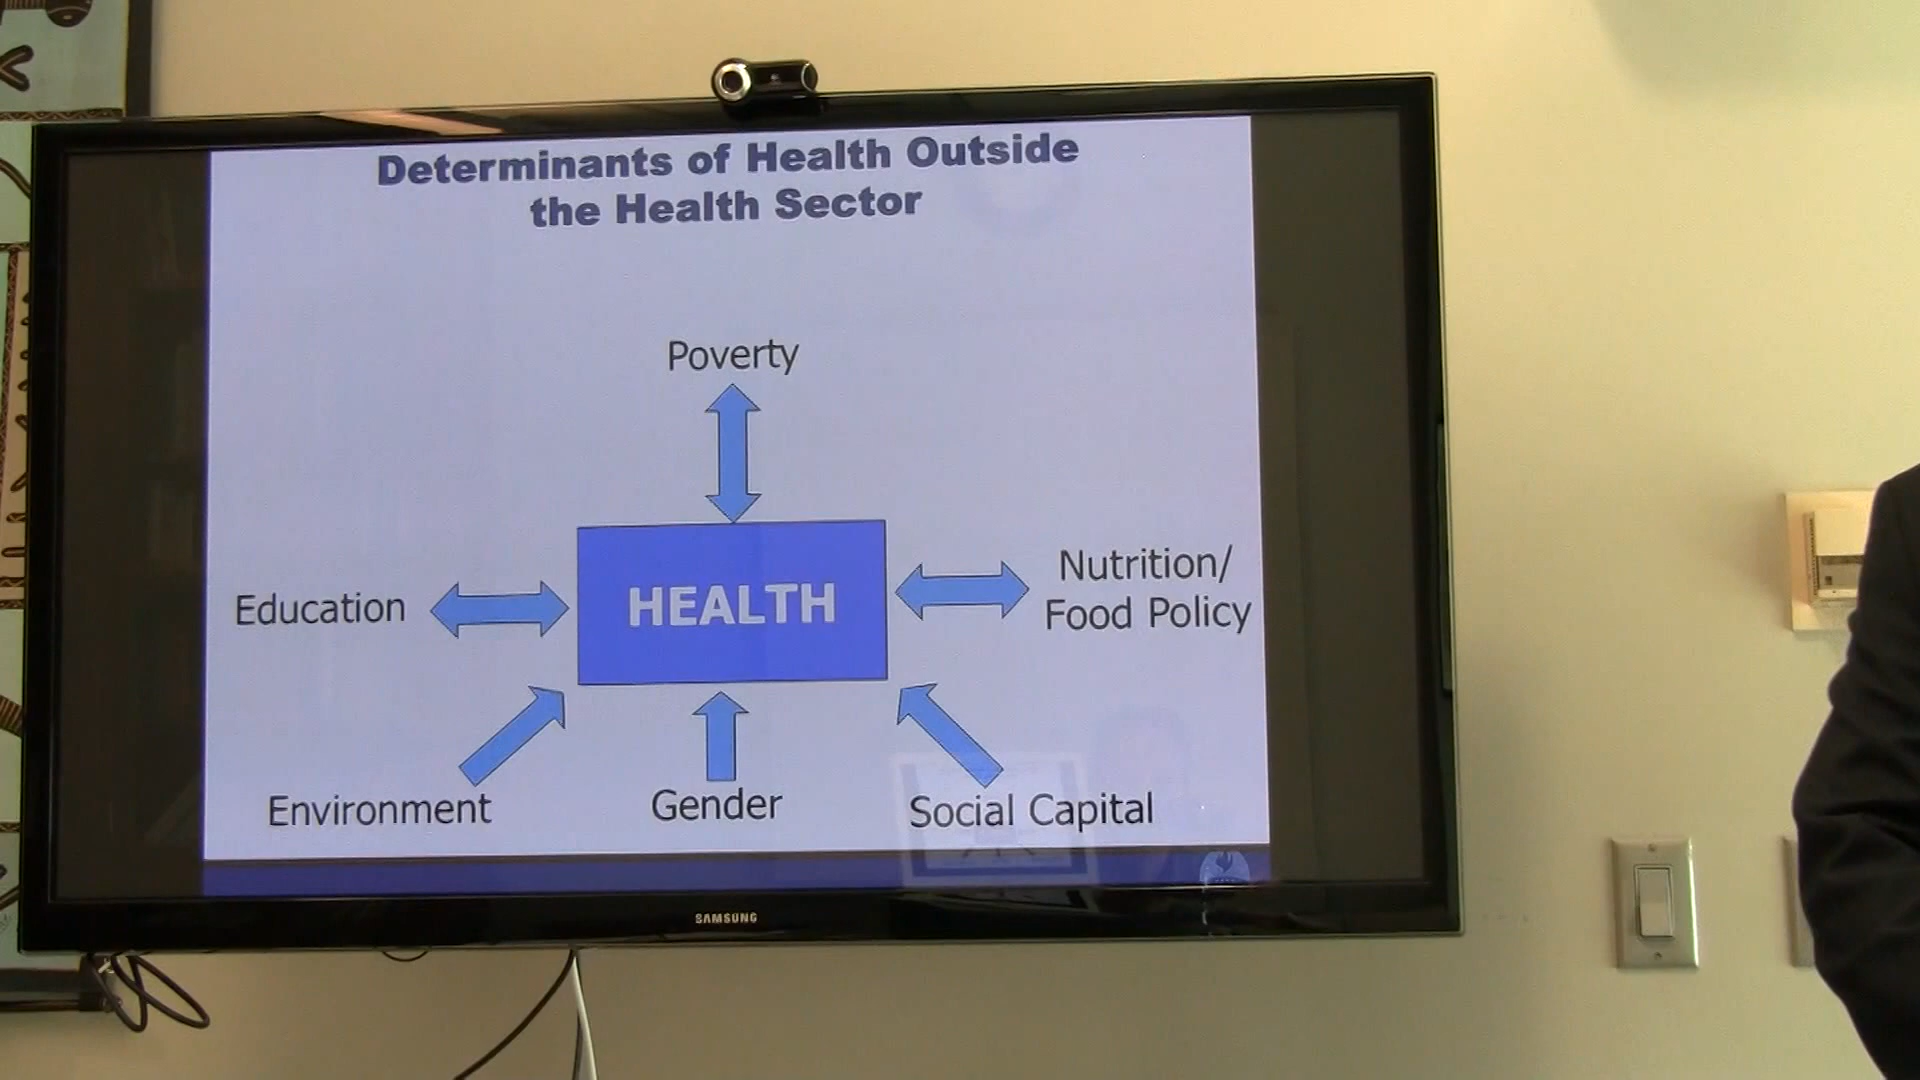 Determinants of Health Outside
the Health Sector
Poverty
Education
HEALTH
Nutrition/
Food Policy
Environment
Gender
Social Capital
SAMSUNG